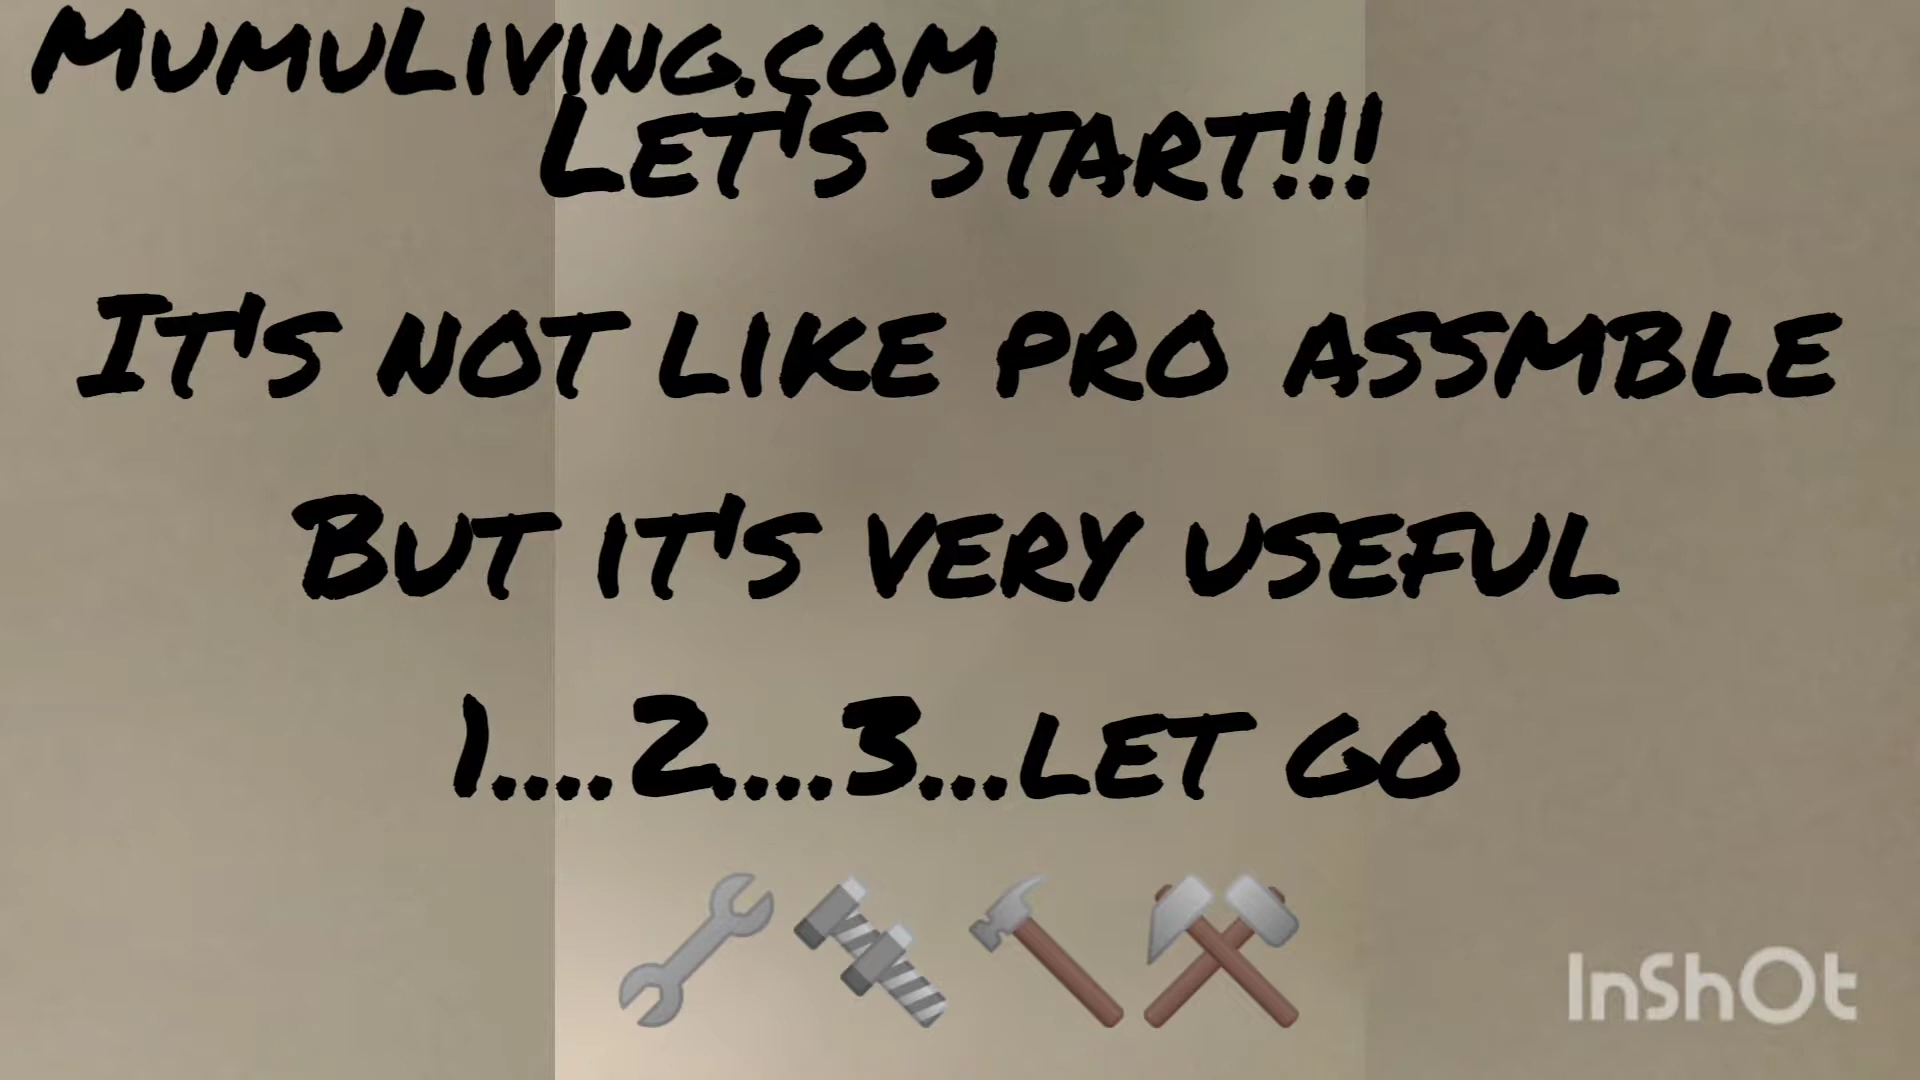 MumuLiving.com
Let's start!!!
It's not like pro assmble
But it's very useful
1....2....3...let go
InShOt